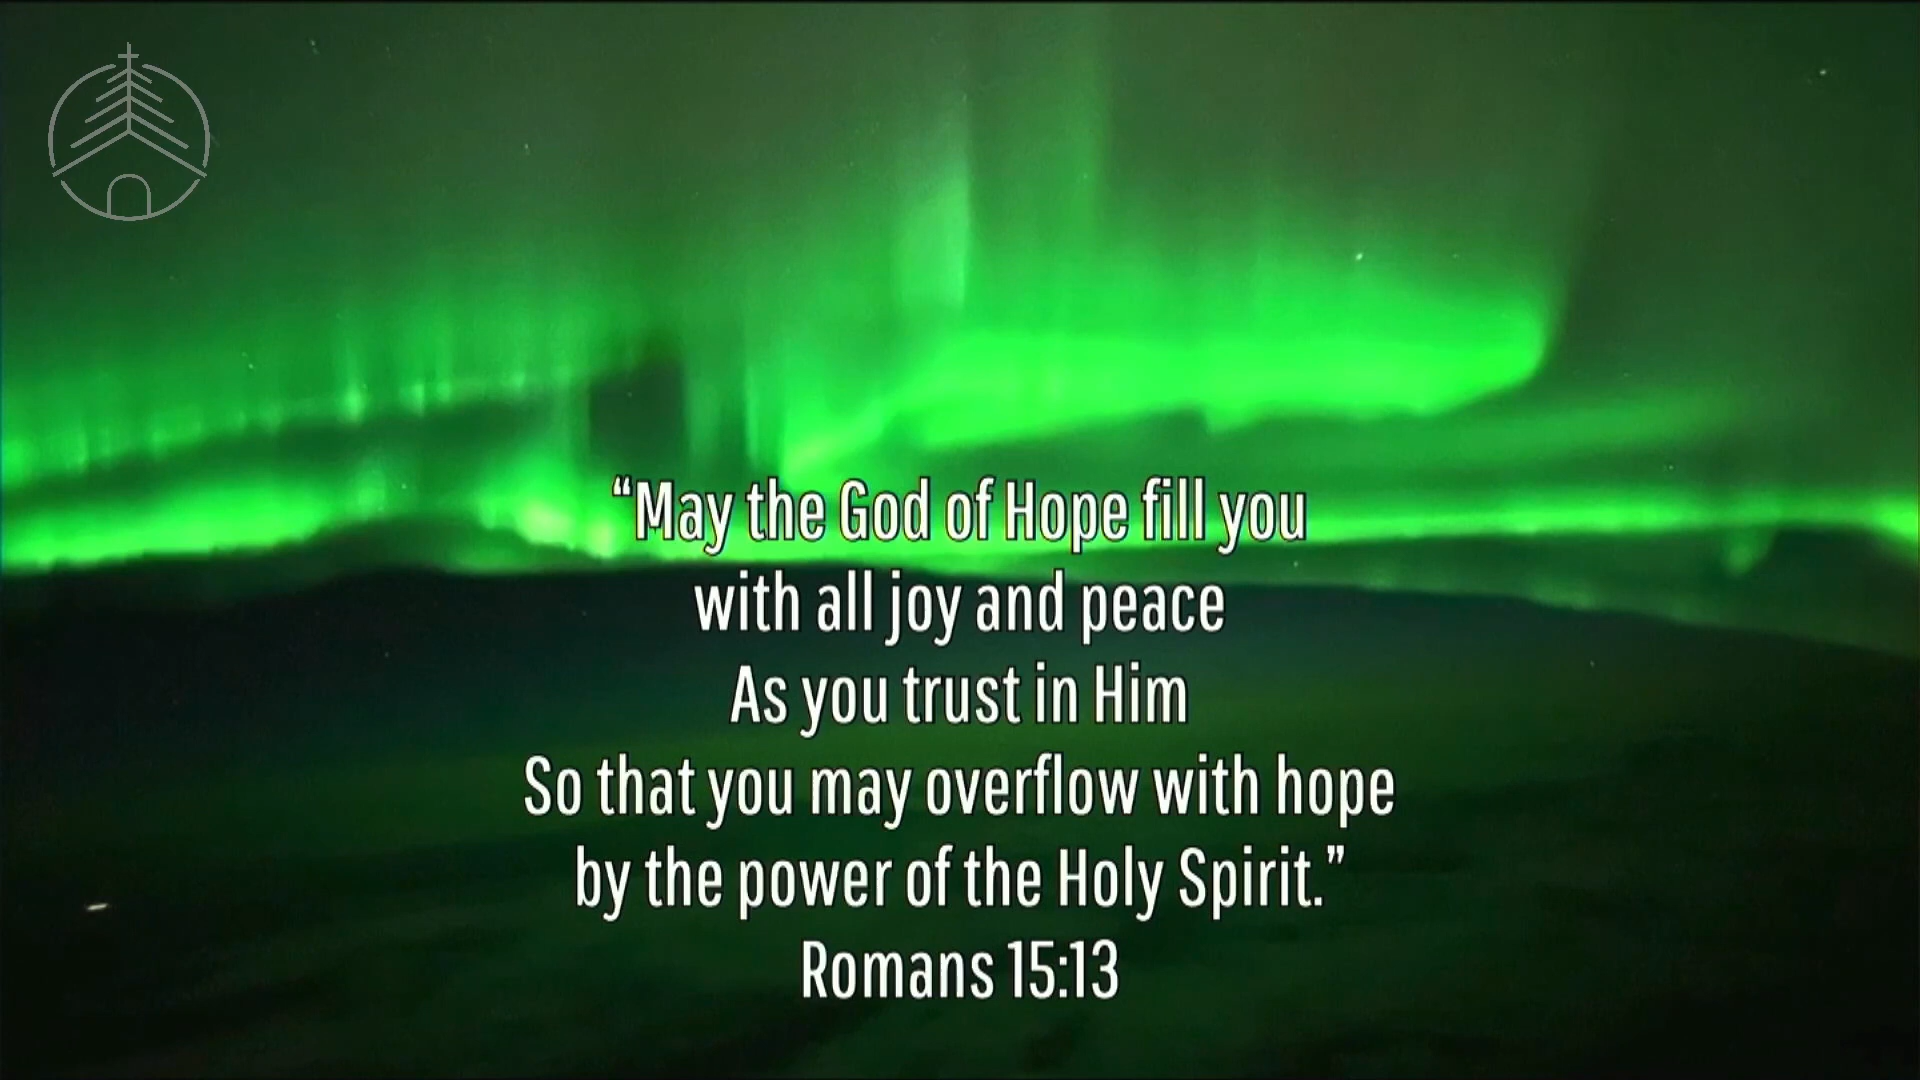 “May the God of Hope fill you
with all joy and peace
As you trust in Him
So that you may overflow with hope
by the power of the Holy Spirit.”
Romans 15:13